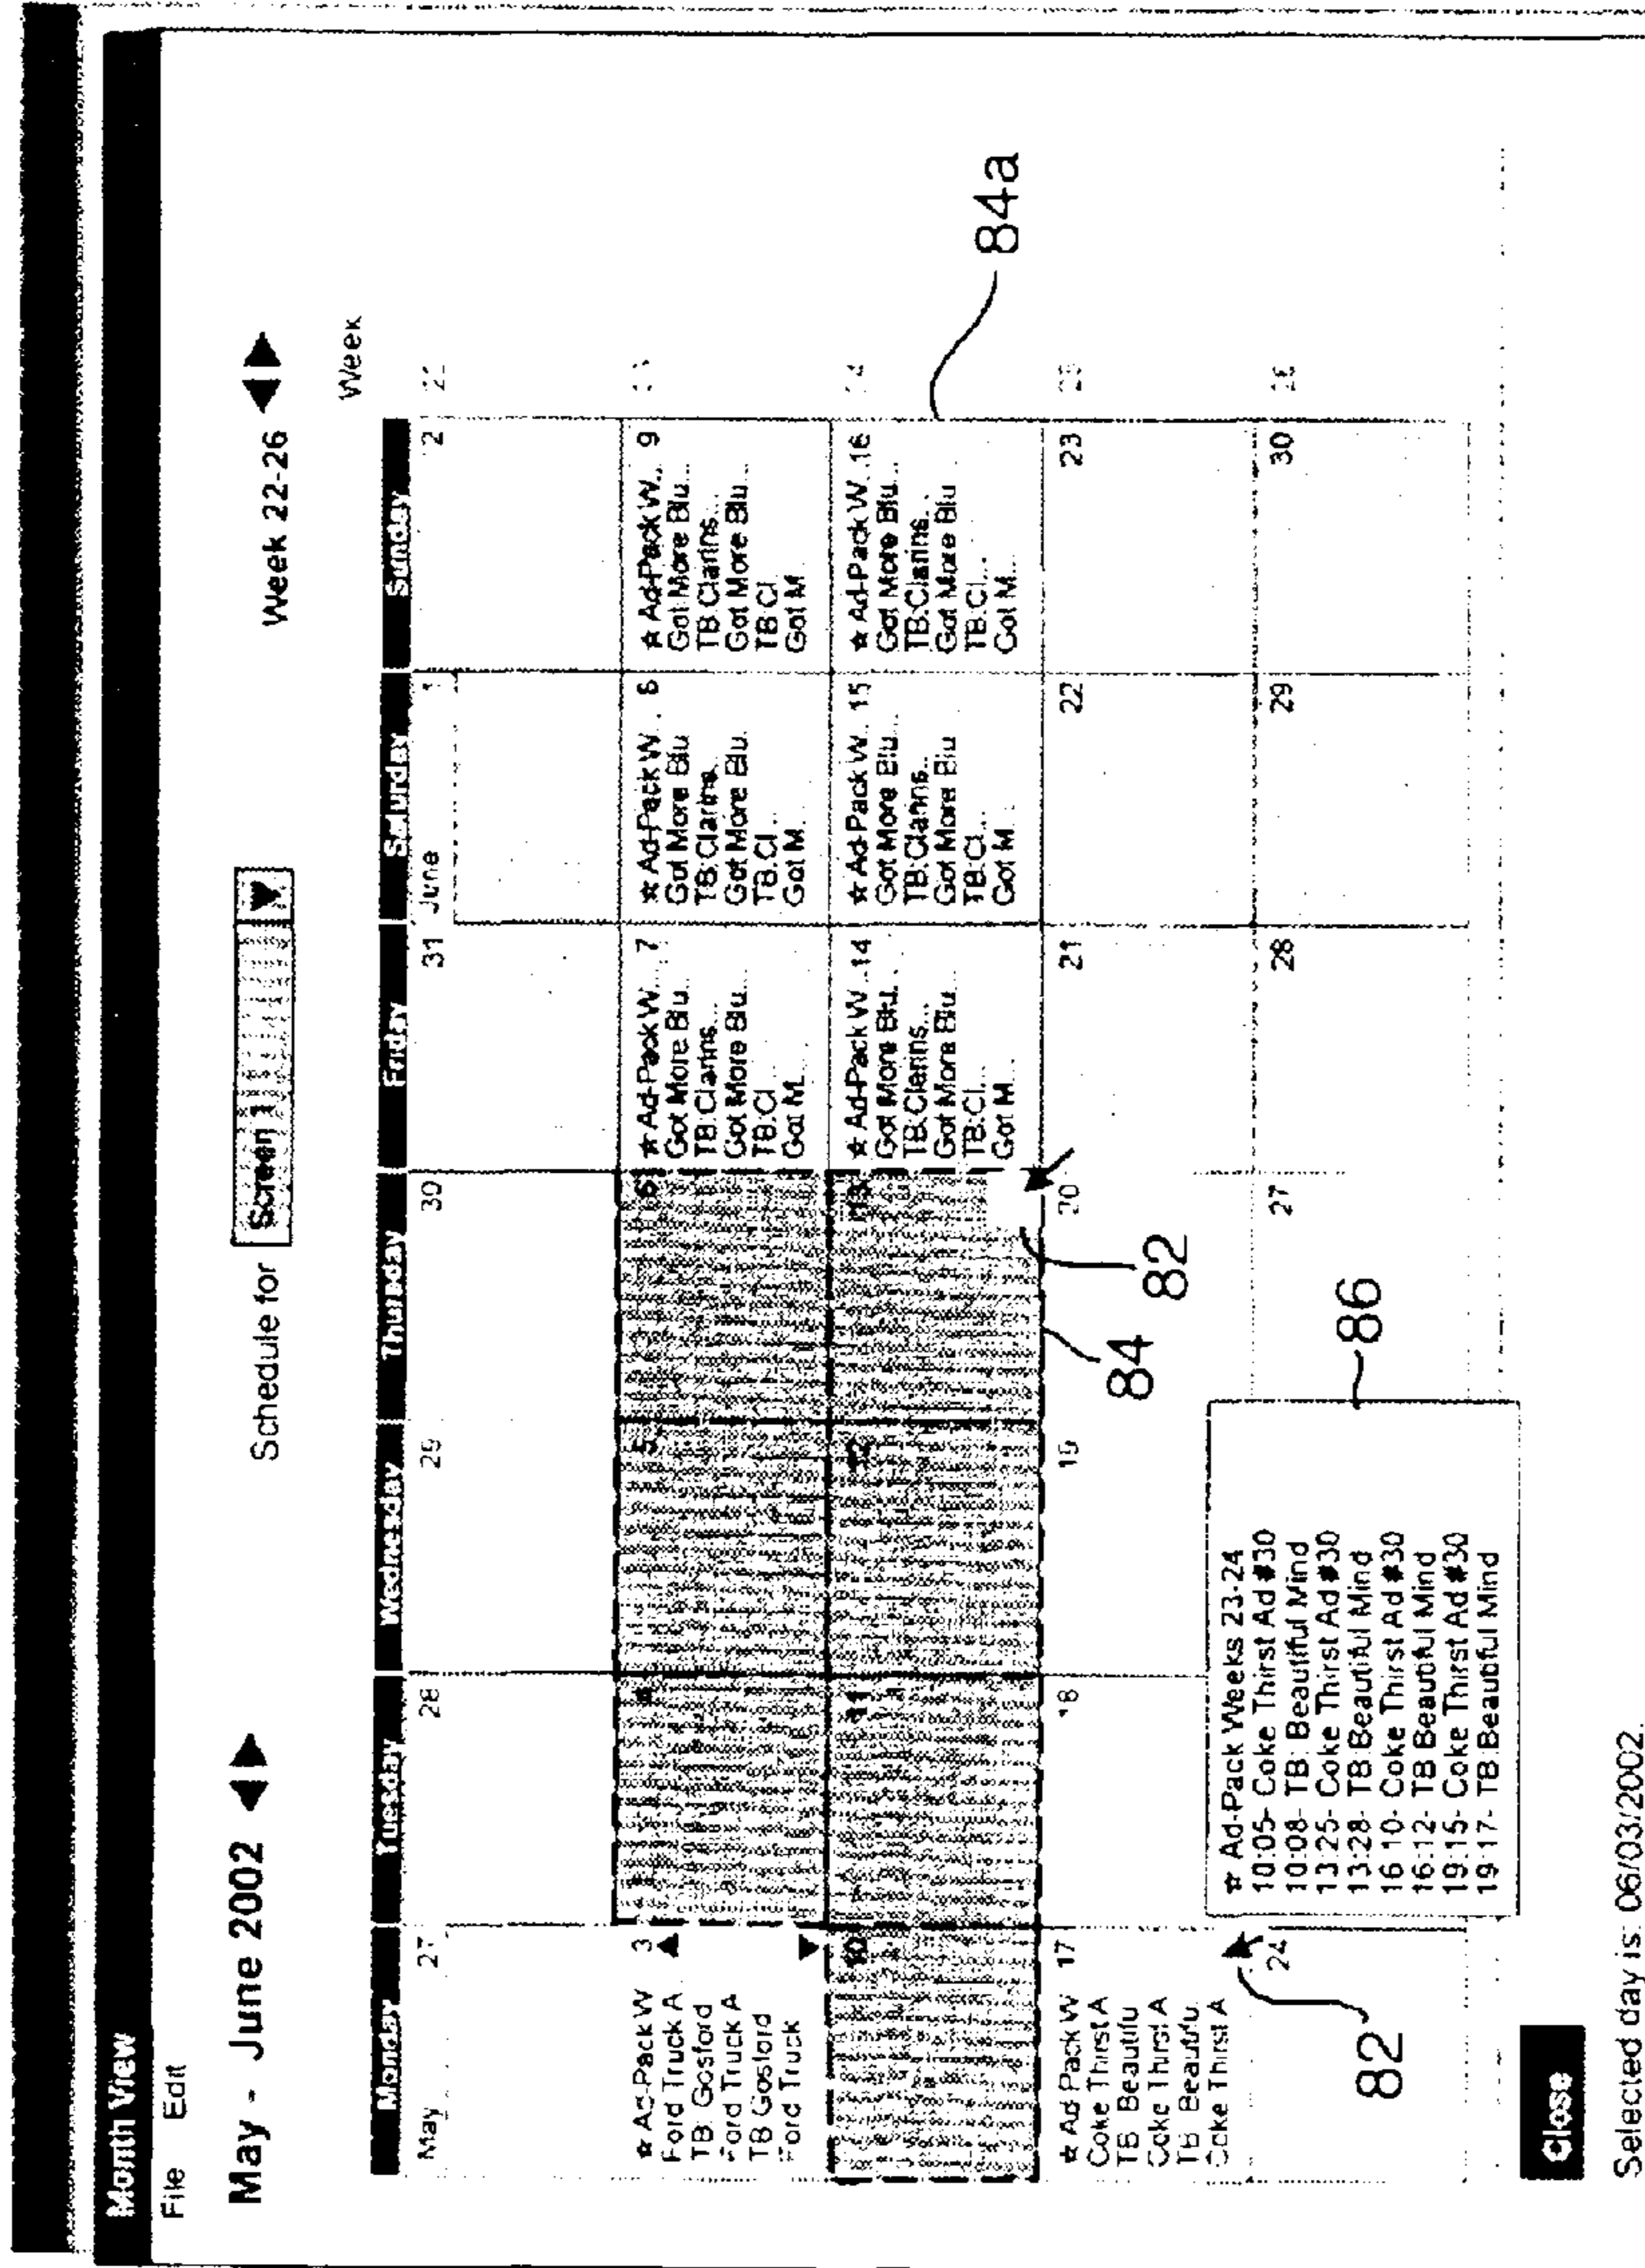 Month View
File Edit
May - June 2002
Schedule for Screen 1
Week 22-26
Week
Monday Tuesday Wednesday Thursday Friday Saturday Sunday
May 27 28 29 30 31 June 1 2
☆ Ad-Pack W 3
Ford Truck A
TB: Gosford
Ford Truck A
TB Gosford
Ford Truck
4 5 6
☆ Ad-Pack W... 7
Got More Blu...
TB:Clarins...
Got More Blu...
TB:Cl
Got M...
☆ Ad-Pack W... 8
Got More Blu
TB:Clarins...
Got More Blu.
TB:Cl...
Got M...
☆ Ad-Pack W... 9
Got More Blu...
TB:Clarins...
Got More Blu...
TB:Cl
Got M
10 11 12 13
☆ Ad-Pack W...14
Got More Blu...
TB:Clarins...
Got More Blu...
TB:Cl...
Got M...
☆ Ad-Pack W...15
Got More Blu...
TB:Clarins...
Got More Blu
TB:Cl...
Got M...
☆ Ad-Pack W...16
Got More Blu...
TB:Clarins...
Got More Blu
TB:Cl...
Got M...
84a
☆ Ad Pack W 17
Coke Thirst A
TB Beautifu
Coke Thirst A
TB Beautifu
Coke Thirst A
18 19 20 21 22 23
82
84
24 27 28 29 30
☆ Ad-Pack Weeks 23-24
10:05- Coke Thirst Ad #30
10:08- TB: Beautiful Mind
13:25- Coke Thirst Ad #30
13:28- TB:Beautiful Mind
16 10- Coke Thirst Ad #30
16:12- TB Beautiful Mind
19:15- Coke Thirst Ad #30
19:17- TB:Beautiful Mind
86
82
Close
Selected day is: 06/03/2002.